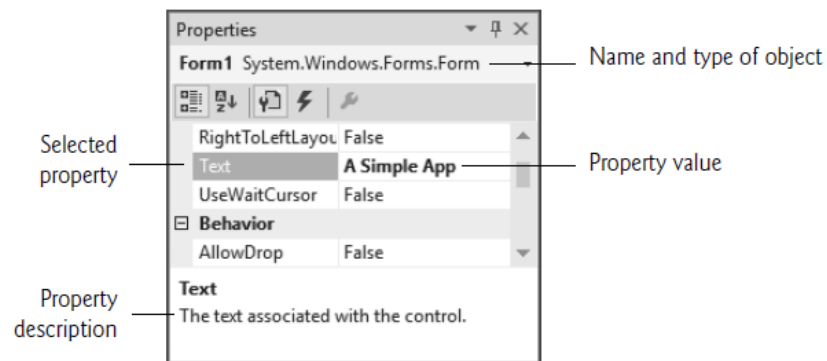 Properties
Form1 System.Windows.Forms.Form
Name and type of object
RightToLeftLayou False
Selected
property
Text A Simple App
Property value
UseWaitCursor False
Behavior
AllowDrop False
Text
The text associated with the control.
Property
description